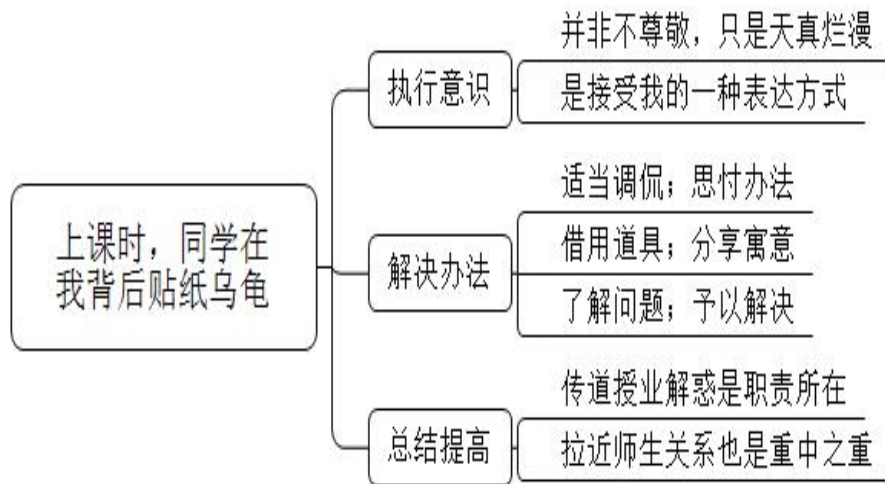 上课时，同学在
我背后贴纸乌龟
执行意识
并非不尊敬，只是天真烂漫
是接受我的一种表达方式
解决办法
适当调侃；思忖办法
借用道具；分享寓意
了解问题；予以解决
总结提高
传道授业解惑是职责所在
拉近师生关系也是重中之重